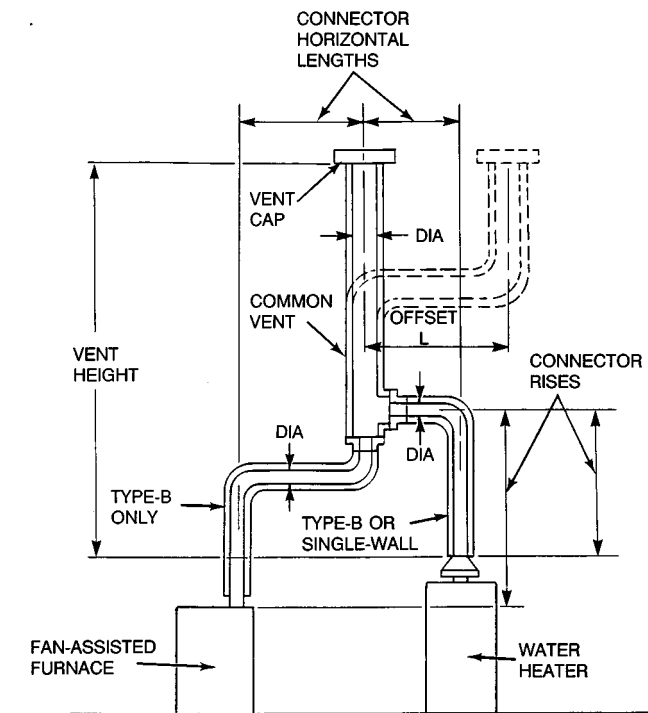 CONNECTOR
HORIZONTAL
LENGTHS
VENT
CAP
DIA
COMMON
VENT
OFFSET
L
VENT
HEIGHT
CONNECTOR
RISES
DIA
DIA
TYPE-B
ONLY
TYPE-B OR
SINGLE-WALL
FAN-ASSISTED
FURNACE
WATER
HEATER